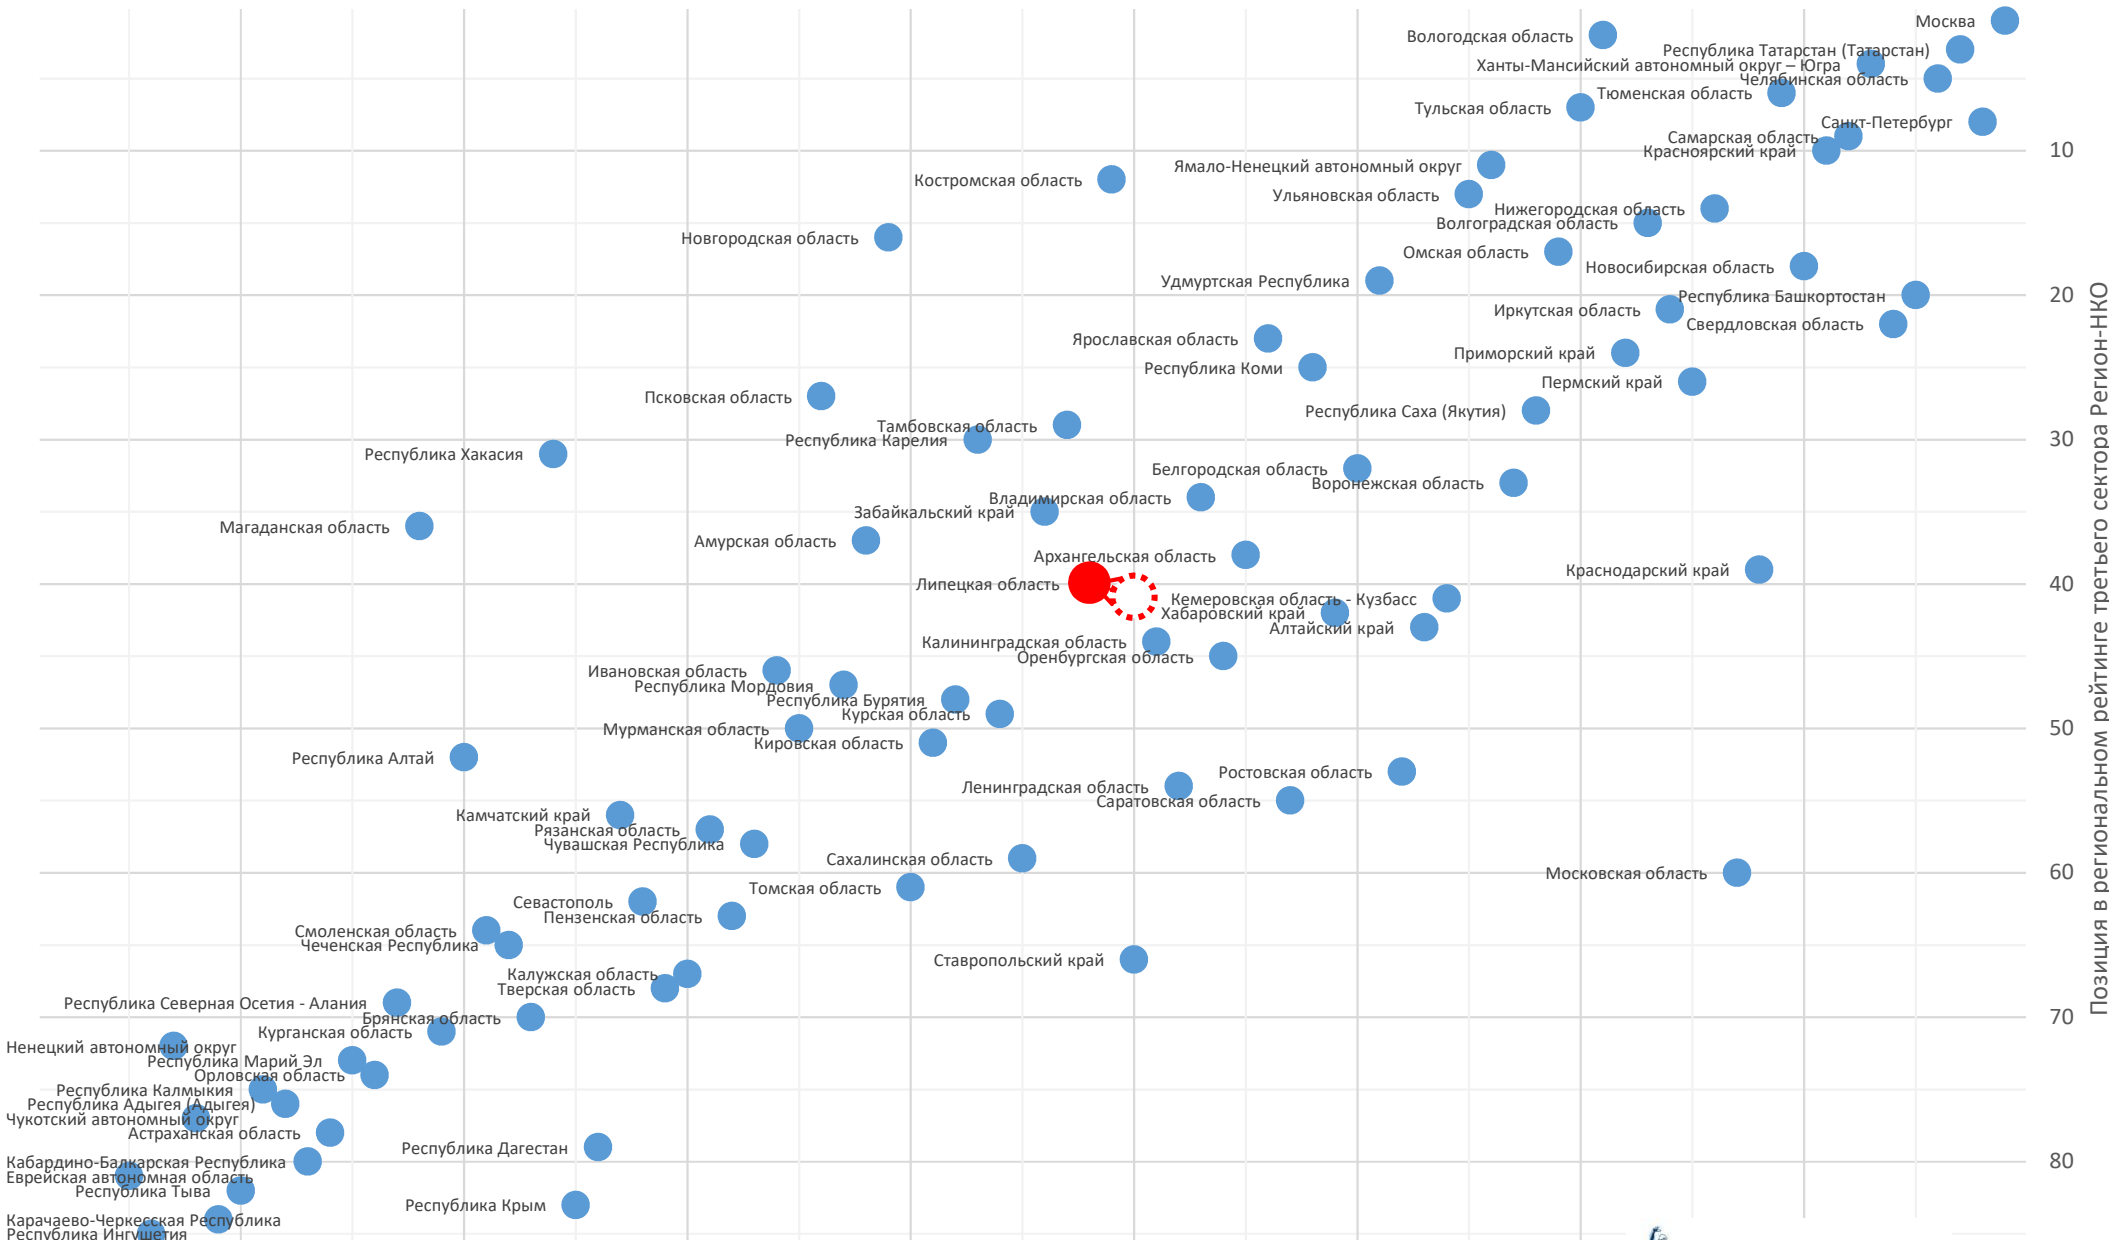 Москва
Вологодская область
Республика Татарстан (Татарстан)
Ханты-Мансийский автономный округ – Югра
Челябинская область
Тюменская область
Тульская область
Санкт-Петербург
Самарская область
Красноярский край
10
Ямало-Ненецкий автономный округ
Костромская область
Ульяновская область
Нижегородская область
Волгоградская область
Новгородская область
Омская область
Новосибирская область
Удмуртская Республика
Республика Башкортостан
20
Иркутская область
Свердловская область
Ярославская область
Приморский край
Республика Коми
Пермский край
Псковская область
Республика Саха (Якутия)
Тамбовская область
Республика Карелия
30
Республика Хакасия
Белгородская область
Воронежская область
Владимирская область
Забайкальский край
Магаданская область
Амурская область
Архангельская область
Краснодарский край
Липецкая область
40
Кемеровская область - Кузбасс
Хабаровский край
Алтайский край
Калининградская область
Оренбургская область
Ивановская область
Республика Мордовия
Республика Бурятия
Курская область
Мурманская область
50
Кировская область
Республика Алтай
Ростовская область
Ленинградская область
Саратовская область
Камчатский край
Рязанская область
Чувашская Республика
Сахалинская область
Московская область
60
Томская область
Севастополь
Пензенская область
Смоленская область
Чеченская Республика
Ставропольский край
Калужская область
Тверская область
Республика Северная Осетия - Алания
Брянская область
70
Курганская область
Ненецкий автономный округ
Республика Марий Эл
Орловская область
Республика Калмыкия
Республика Адыгея (Адыгея)
Чукотский автономный округ
Астраханская область
Республика Дагестан
Кабардино-Балкарская Республика
80
Еврейская автономная область
Республика Тыва
Республика Крым
Карачаево-Черкесская Республика
Республика Ингушетия
Позиция в региональном рейтинге третьего сектора Регион-НКО